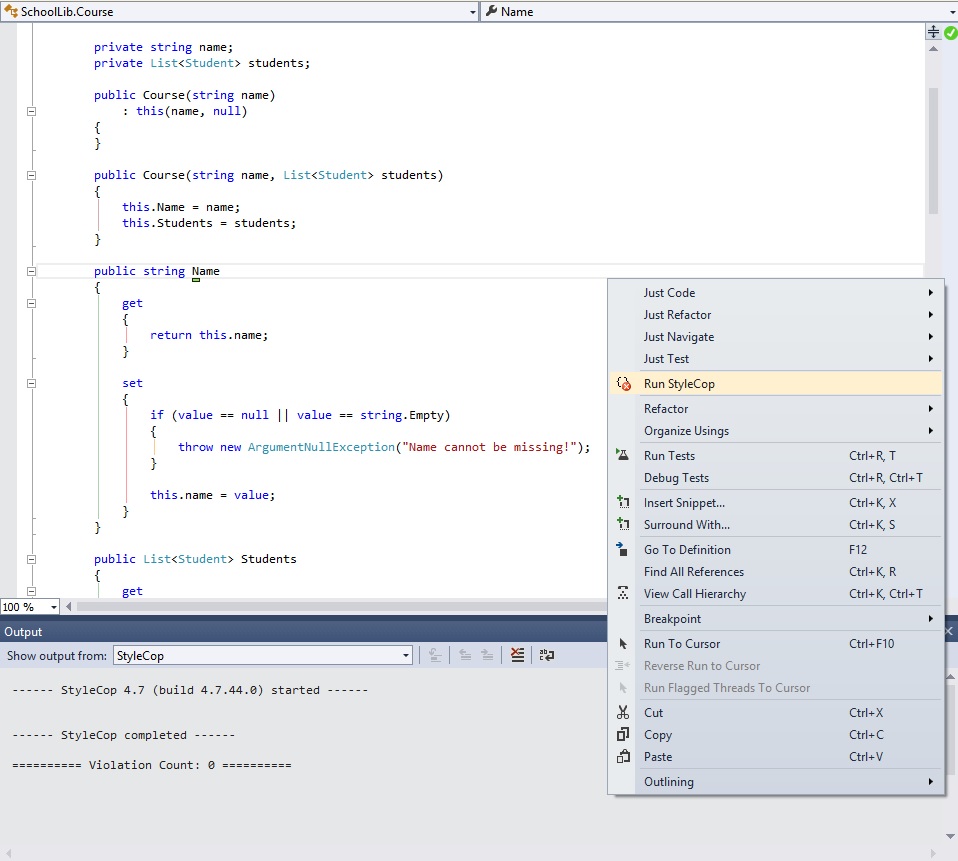 SchoolLib.Course
Name
private string name;
private List<Student> students;
public Course(string name)
: this(name, null)
{
}
public Course(string name, List<Student> students)
{
this.Name = name;
this.Students = students;
}
public string Name
{
get
{
return this.name;
}
set
{
if (value == null || value == string.Empty)
{
throw new ArgumentNullException("Name cannot be missing!");
}
this.name = value;
}
}
public List<Student> Students
{
get
100 %
Just Code
Just Refactor
Just Navigate
Just Test
Run StyleCop
Refactor
Organize Usings
Run Tests Ctrl+R, T
Debug Tests Ctrl+R, Ctrl+T
Insert Snippet... Ctrl+K, X
Surround With... Ctrl+K, S
Go To Definition F12
Find All References Ctrl+K, R
View Call Hierarchy Ctrl+K, Ctrl+T
Breakpoint
Run To Cursor Ctrl+F10
Reverse Run to Cursor
Run Flagged Threads To Cursor
Cut Ctrl+X
Copy Ctrl+C
Paste Ctrl+V
Outlining
Output
Show output from: StyleCop
------ StyleCop 4.7 (build 4.7.44.0) started ------
------ StyleCop completed ------
========== Violation Count: 0 ==========